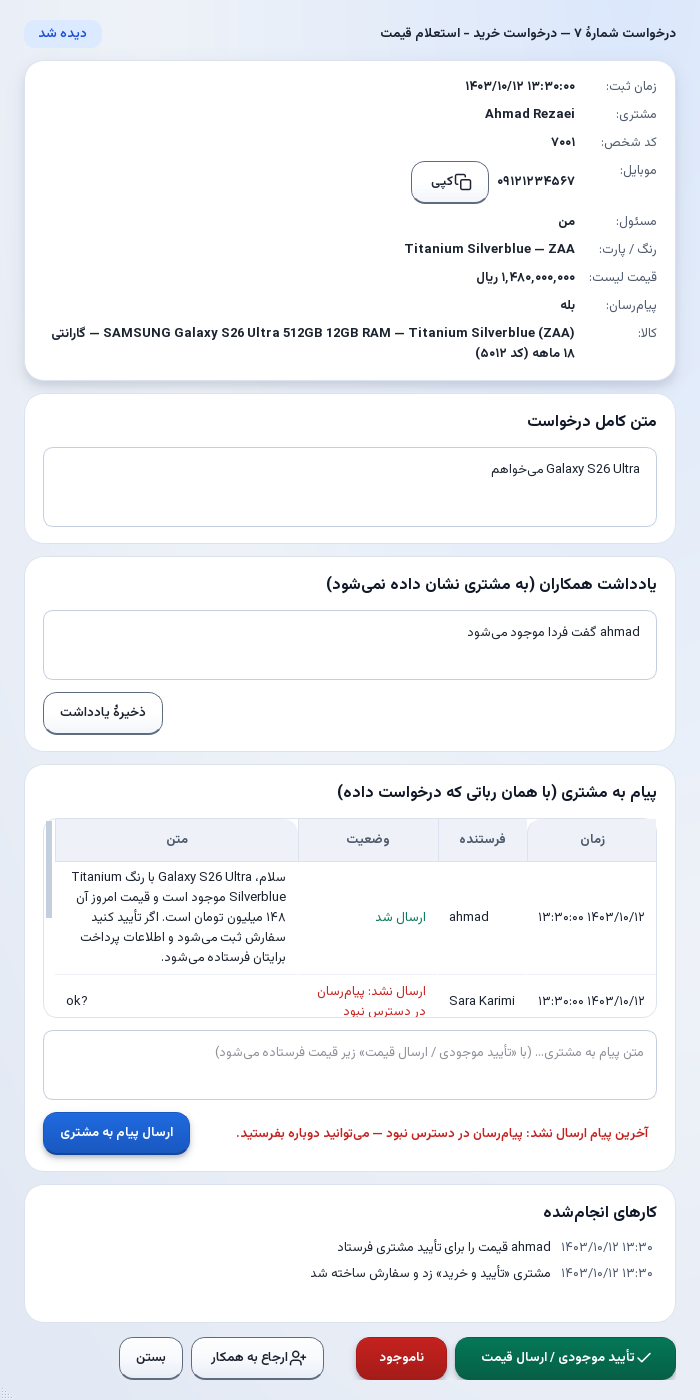 درخواست شمارهٔ ۷ — درخواست خرید - استعلام قیمت
دیده شد
زمان ثبت: ۱۴۰۳/۱۰/۱۲ ۱۳:۳۰:۰۰
مشتری: Ahmad Rezaei
کد شخص: ۷۰۰۱
موبایل: ۰۹۱۲۱۲۳۴۵۶۷ کپی
مسئول: من
رنگ / پارت: Titanium Silverblue — ZAA
قیمت لیست: ۱,۴۸۰,۰۰۰,۰۰۰ ریال
پیام‌رسان: بله
کالا: SAMSUNG Galaxy S26 Ultra 512GB 12GB RAM — Titanium Silverblue (ZAA) — گارانتی
۱۸ ماهه (کد ۵۰۱۲)
متن کامل درخواست
Galaxy S26 Ultra می‌خواهم
یادداشت همکاران (به مشتری نشان داده نمی‌شود)
ahmad گفت فردا موجود می‌شود
ذخیرهٔ یادداشت
پیام به مشتری (با همان رباتی که درخواست داده)
زمان فرستنده وضعیت متن
۱۴۰۳/۱۰/۱۲ ۱۳:۳۰:۰۰ ahmad ارسال شد
سلام، Galaxy S26 Ultra با رنگ Titanium
Silverblue موجود است و قیمت امروز آن
۱۴۸ میلیون تومان است. اگر تأیید کنید
سفارش ثبت می‌شود و اطلاعات پرداخت
برایتان فرستاده می‌شود.
۱۴۰۳/۱۰/۱۲ ۱۳:۳۰:۰۰ Sara Karimi
ارسال نشد: پیام‌رسان
در دسترس نبود
ok?
متن پیام به مشتری... (با «تأیید موجودی / ارسال قیمت» زیر قیمت فرستاده می‌شود)
آخرین پیام ارسال نشد: پیام‌رسان در دسترس نبود — می‌توانید دوباره بفرستید.
ارسال پیام به مشتری
کارهای انجام‌شده
۱۴۰۳/۱۰/۱۲ ۱۳:۳۰ ahmad قیمت را برای تأیید مشتری فرستاد
۱۴۰۳/۱۰/۱۲ ۱۳:۳۰ مشتری «تأیید و خرید» زد و سفارش ساخته شد
تأیید موجودی / ارسال قیمت
ناموجود
ارجاع به همکار
بستن